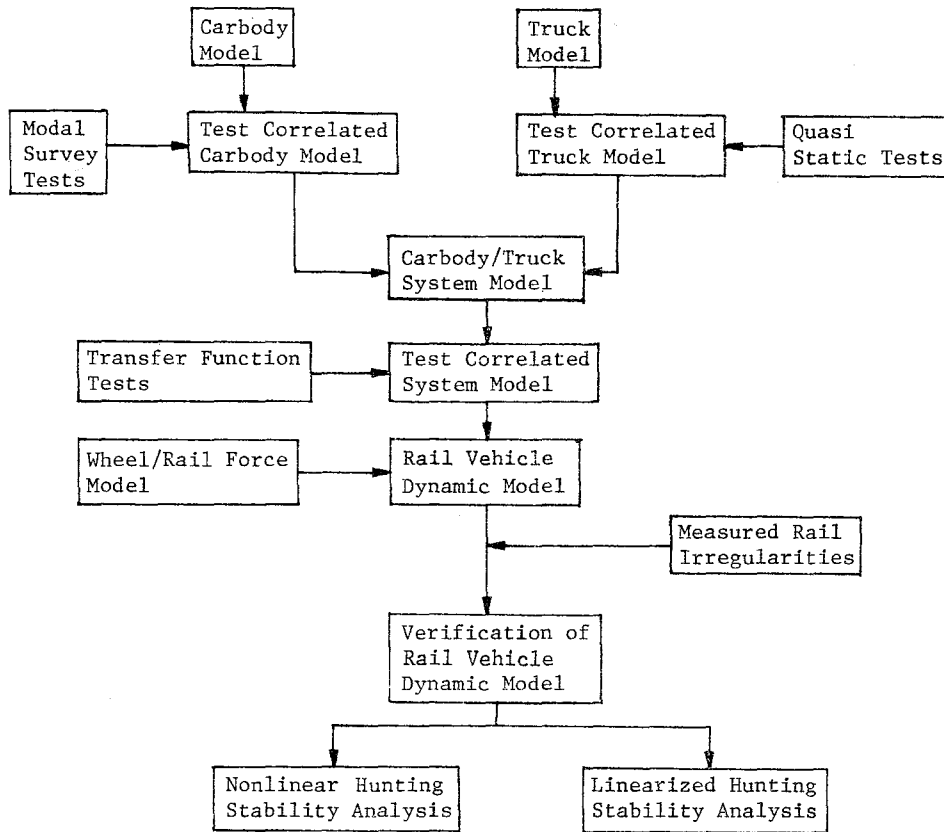 Carbody
Model
Truck
Model
Modal
Survey
Tests
Test Correlated
Carbody Model
Test Correlated
Truck Model
Quasi
Static Tests
Carbody/Truck
System Model
Transfer Function
Tests
Test Correlated
System Model
Wheel/Rail Force
Model
Rail Vehicle
Dynamic Model
Measured Rail
Irregularities
Verification of
Rail Vehicle
Dynamic Model
Nonlinear Hunting
Stability Analysis
Linearized Hunting
Stability Analysis